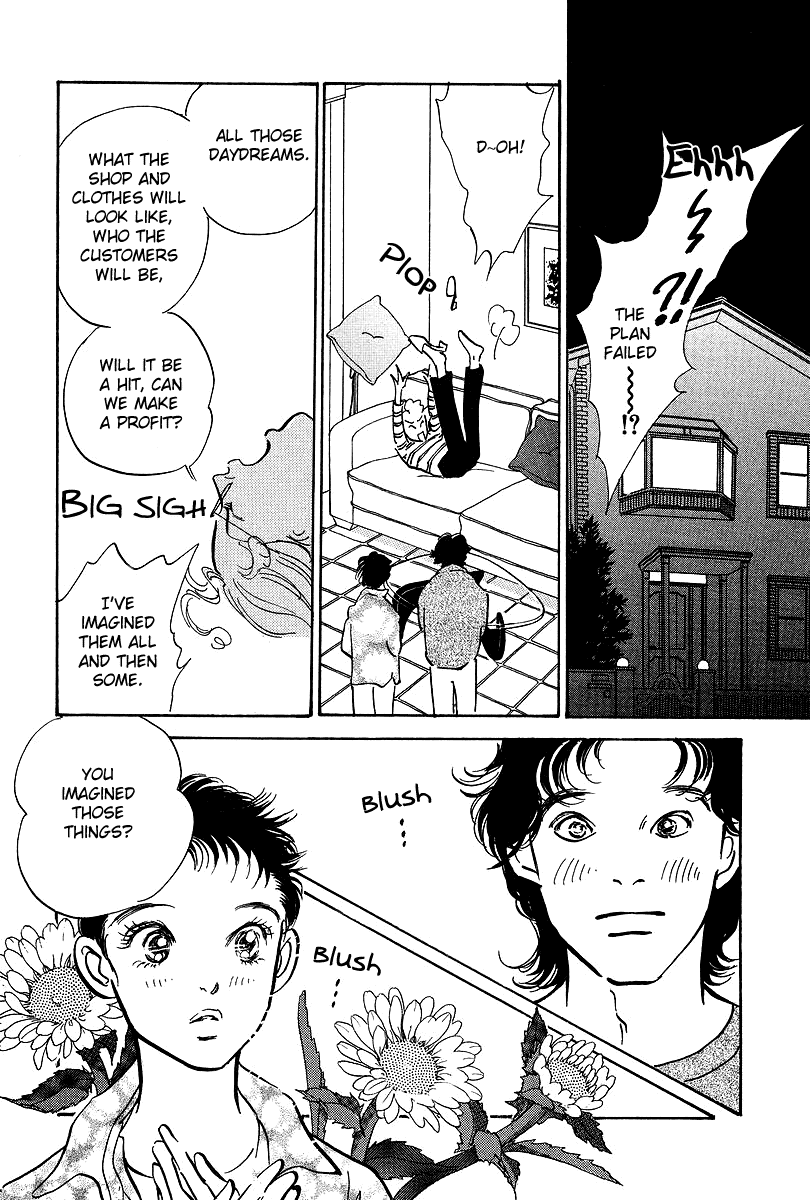 Ehhh
?!
THE
PLAN
FAILED
!?
D~OH!
PLOP
ALL THOSE
DAYDREAMS.
WHAT THE
SHOP AND
CLOTHES WILL
LOOK LIKE,
WHO THE
CUSTOMERS
WILL BE,
WILL IT BE
A HIT, CAN
WE MAKE
A PROFIT?
BIG SIGH
I'VE
IMAGINED
THEM ALL
AND THEN
SOME.
Blush
YOU
IMAGINED
THOSE
THINGS?
Blush